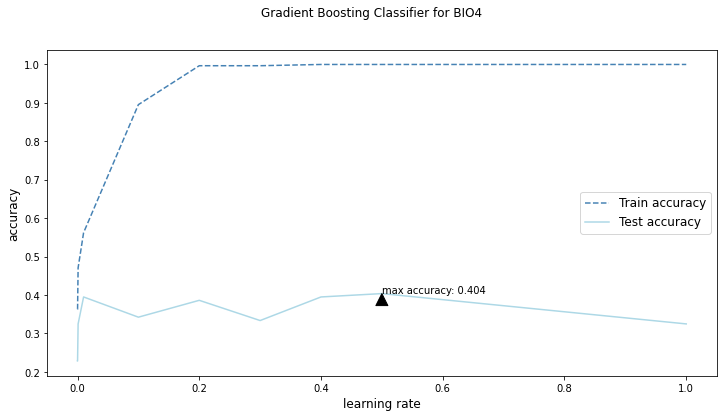 Gradient Boosting Classifier for BIO4
1.0
0.9
0.8
0.7
0.6
0.5
0.4
0.3
0.2
accuracy
Train accuracy
Test accuracy
max accuracy: 0.404
0.0 0.2 0.4 0.6 0.8 1.0
learning rate